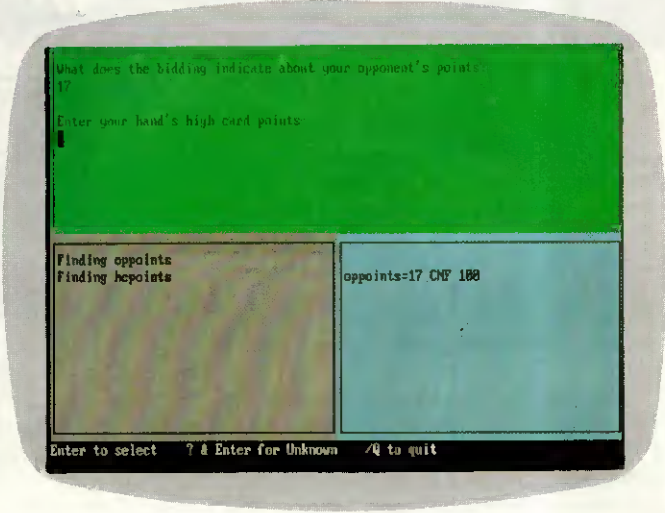 What does the bidding indicate about your opponent's points?
17
Enter your hand's high card points
Finding oppoints
Finding hcpoints
oppoints=17 CNF 100
Enter to select ? & Enter for Unknown /Q to quit